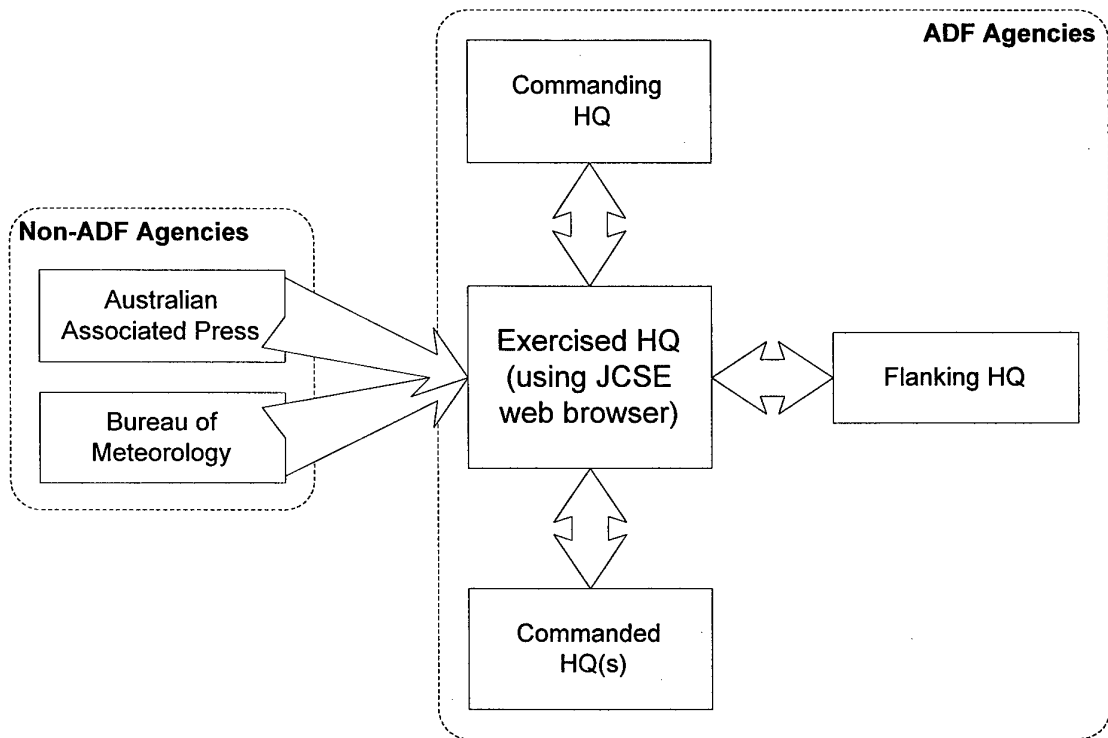 ADF Agencies
Commanding
HQ
Non-ADF Agencies
Australian
Associated Press
Bureau of
Meteorology
Exercised HQ
(using JCSE
web browser)
Flanking HQ
Commanded
HQ(s)